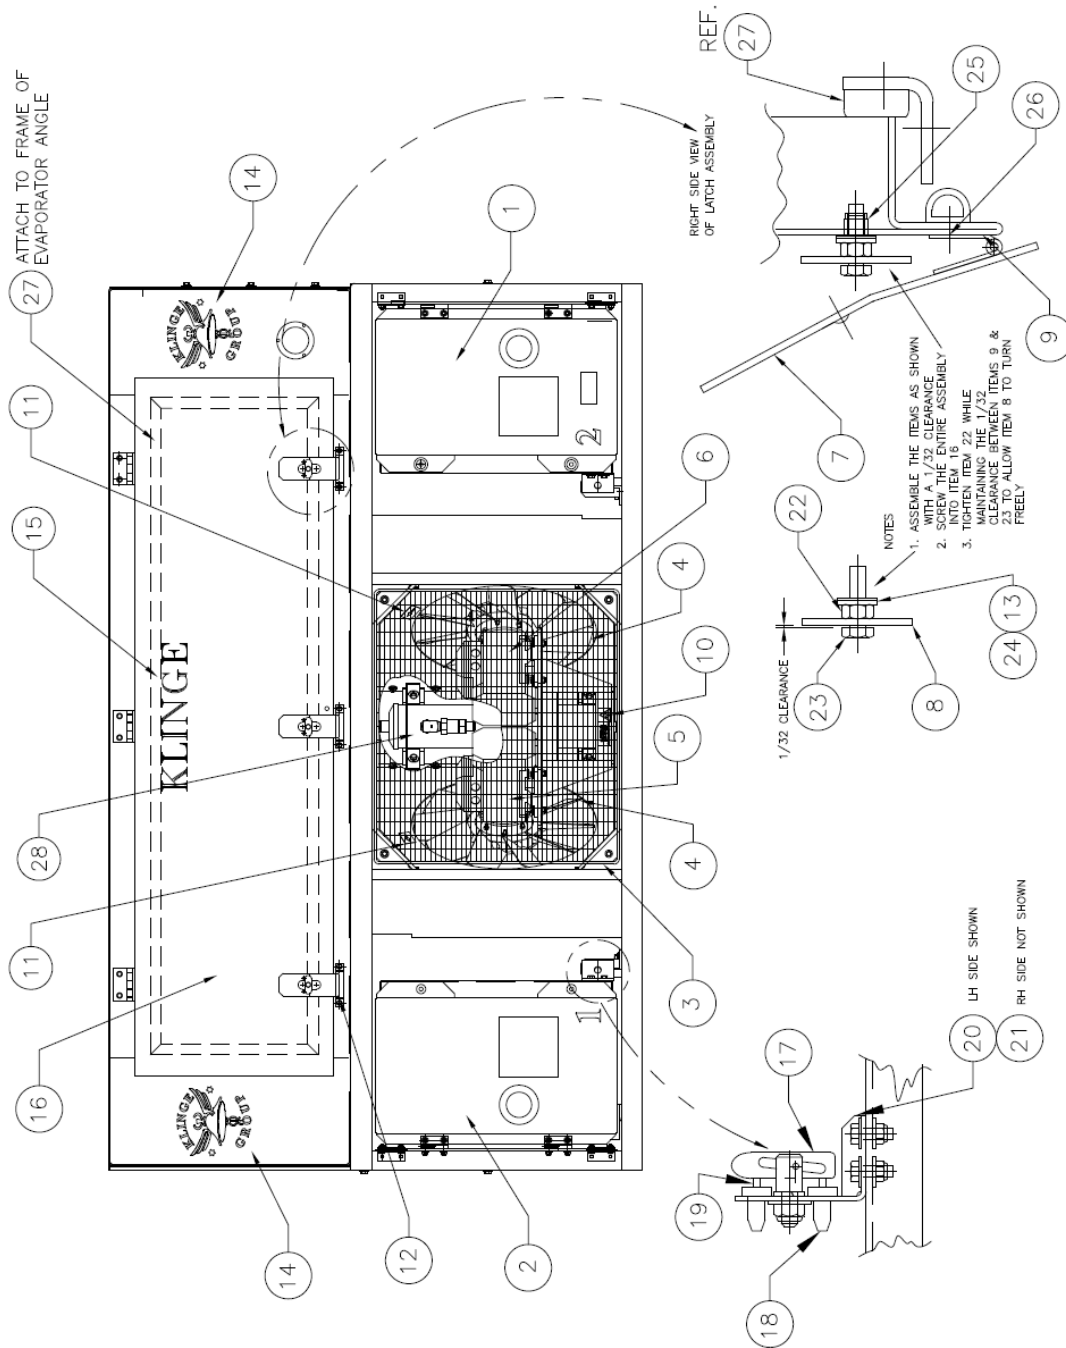 ATTACH TO FRAME OF
EVAPORATOR ANGLE
27
14
11
15
1
KLINGE
GROUP
2
6
4
10
5
4
KLINGE
28
11
16
3
1
KLINGE
GROUP
14
12
2
RIGHT SIDE VIEW
OF LATCH ASSEMBLY
REF.
27
25
26
9
7
NOTES
1. ASSEMBLE THE ITEMS AS SHOWN
WITH A 1/32 CLEARANCE
2. SCREW THE ENTIRE ASSEMBLY
INTO ITEM 16
3. TIGHTEN ITEM 22 WHILE
MAINTAINING THE 1/32
CLEARANCE BETWEEN ITEMS 9 &
23 TO ALLOW ITEM 8 TO TURN
FREELY
22
1/32 CLEARANCE
23
13
24
8
17
20
LH SIDE SHOWN
21
RH SIDE NOT SHOWN
19
18